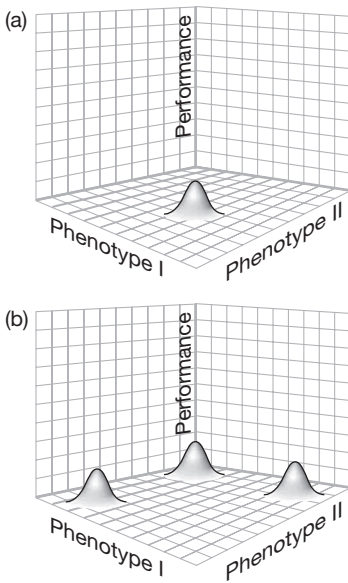 (a)
Performance
Phenotype I
Phenotype II
(b)
Performance
Phenotype I
Phenotype II